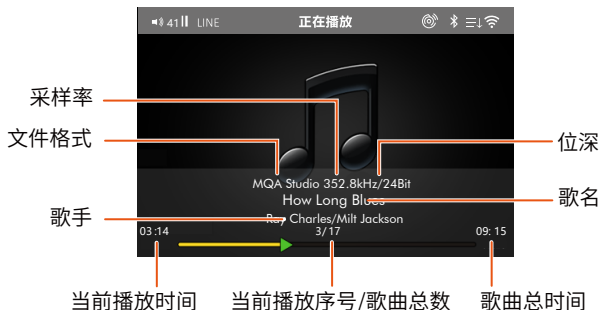 41 LINE 正在播放
采样率
文件格式
位深
MQA Studio 352.8kHz/24Bit
How Long Blues
歌名
歌手
Ray Charles/Milt Jackson
03:14 3/17 09:15
当前播放时间 当前播放序号/歌曲总数 歌曲总时间